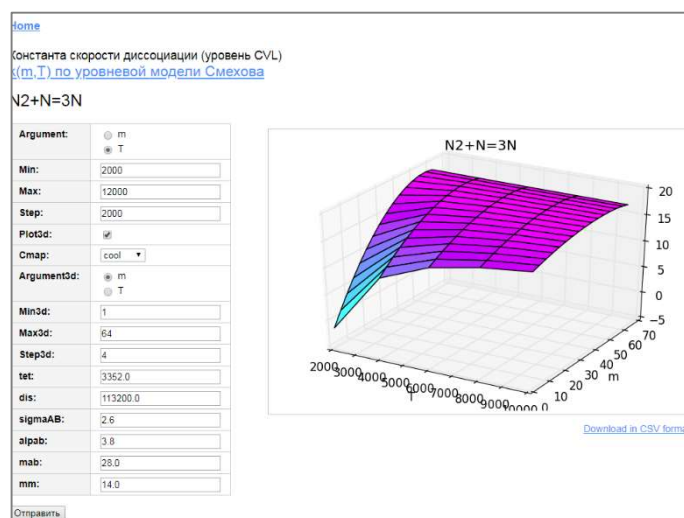 Home
Константа скорости диссоциации (уровень CVL)
k(m,T) по уровневой модели Смехова
N2+N=3N
Argument:
m
T
Min: 2000
Max: 12000
Step: 2000
Plot3d:
Cmap: cool
Argument3d:
m
T
Min3d: 1
Max3d: 64
Step3d: 4
tet: 3352.0
dis: 113200.0
sigmaAB: 2.6
alpab: 3.8
mab: 28.0
mm: 14.0
Отправить
N2+N=3N
20
15
10
5
0
−5
2000 3000 4000 5000 6000 7000 8000 9000 10000
T
0 10 20 30 40 50 60 70
m
Download in CSV forma